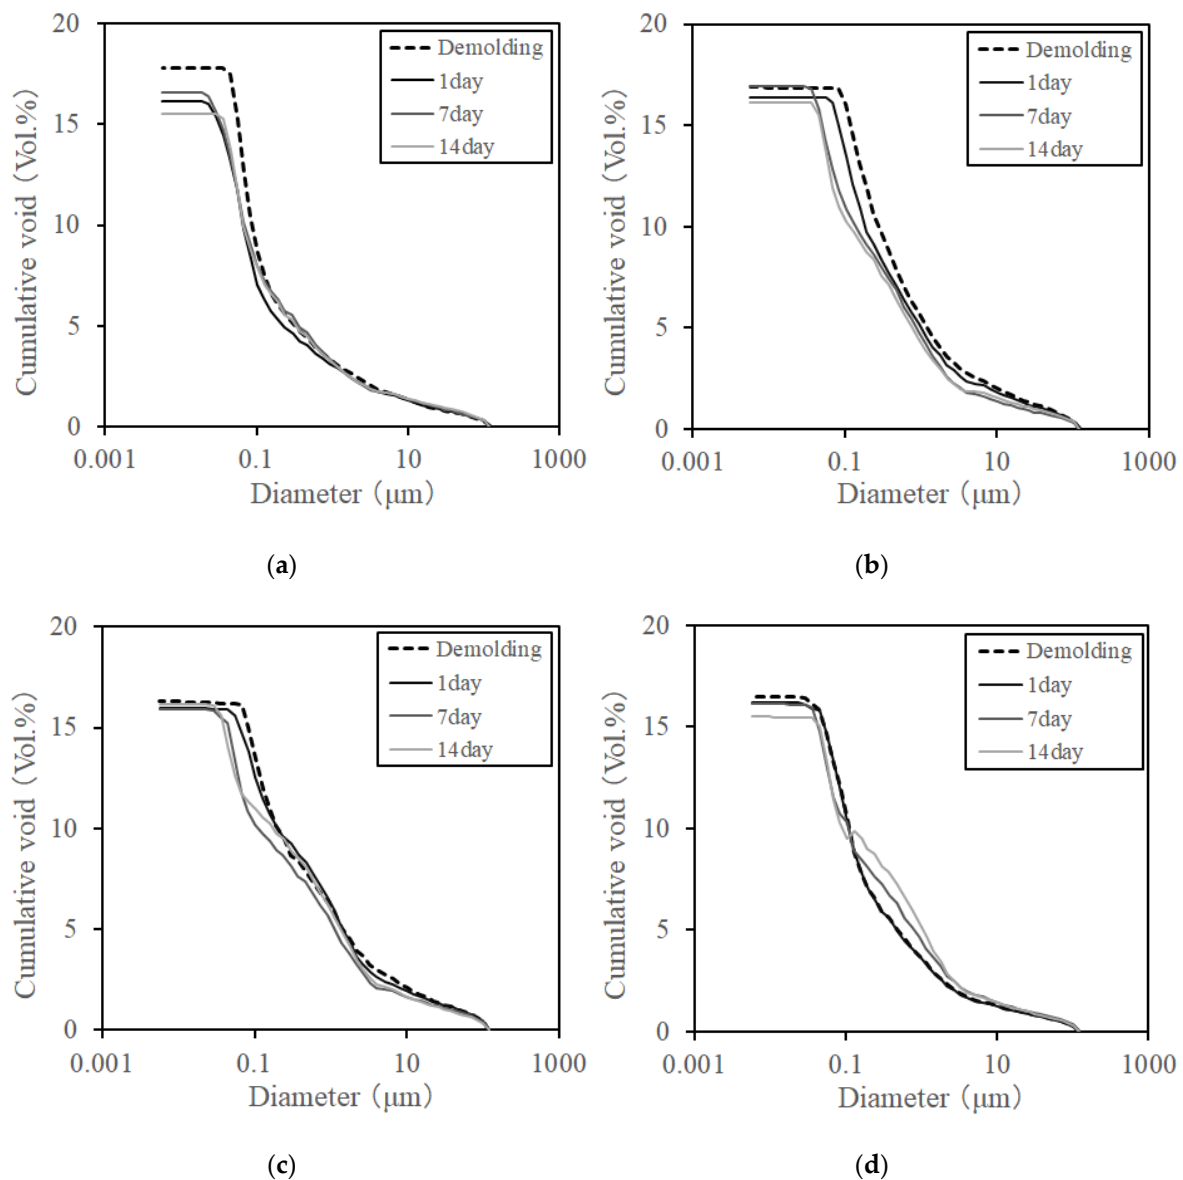 20
15
10
5
0
Cumulative void (Vol.%)
Demolding
1day
7day
14day
0.001
0.1
10
1000
Diameter (μm)
(a)
20
15
10
5
0
Cumulative void (Vol.%)
Demolding
1day
7day
14day
0.001
0.1
10
1000
Diameter (μm)
(b)
20
15
10
5
0
Cumulative void (Vol.%)
Demolding
1day
7day
14day
0.001
0.1
10
1000
Diameter (μm)
(c)
20
15
10
5
0
Cumulative void (Vol.%)
Demolding
1day
7day
14day
0.001
0.1
10
1000
Diameter (μm)
(d)